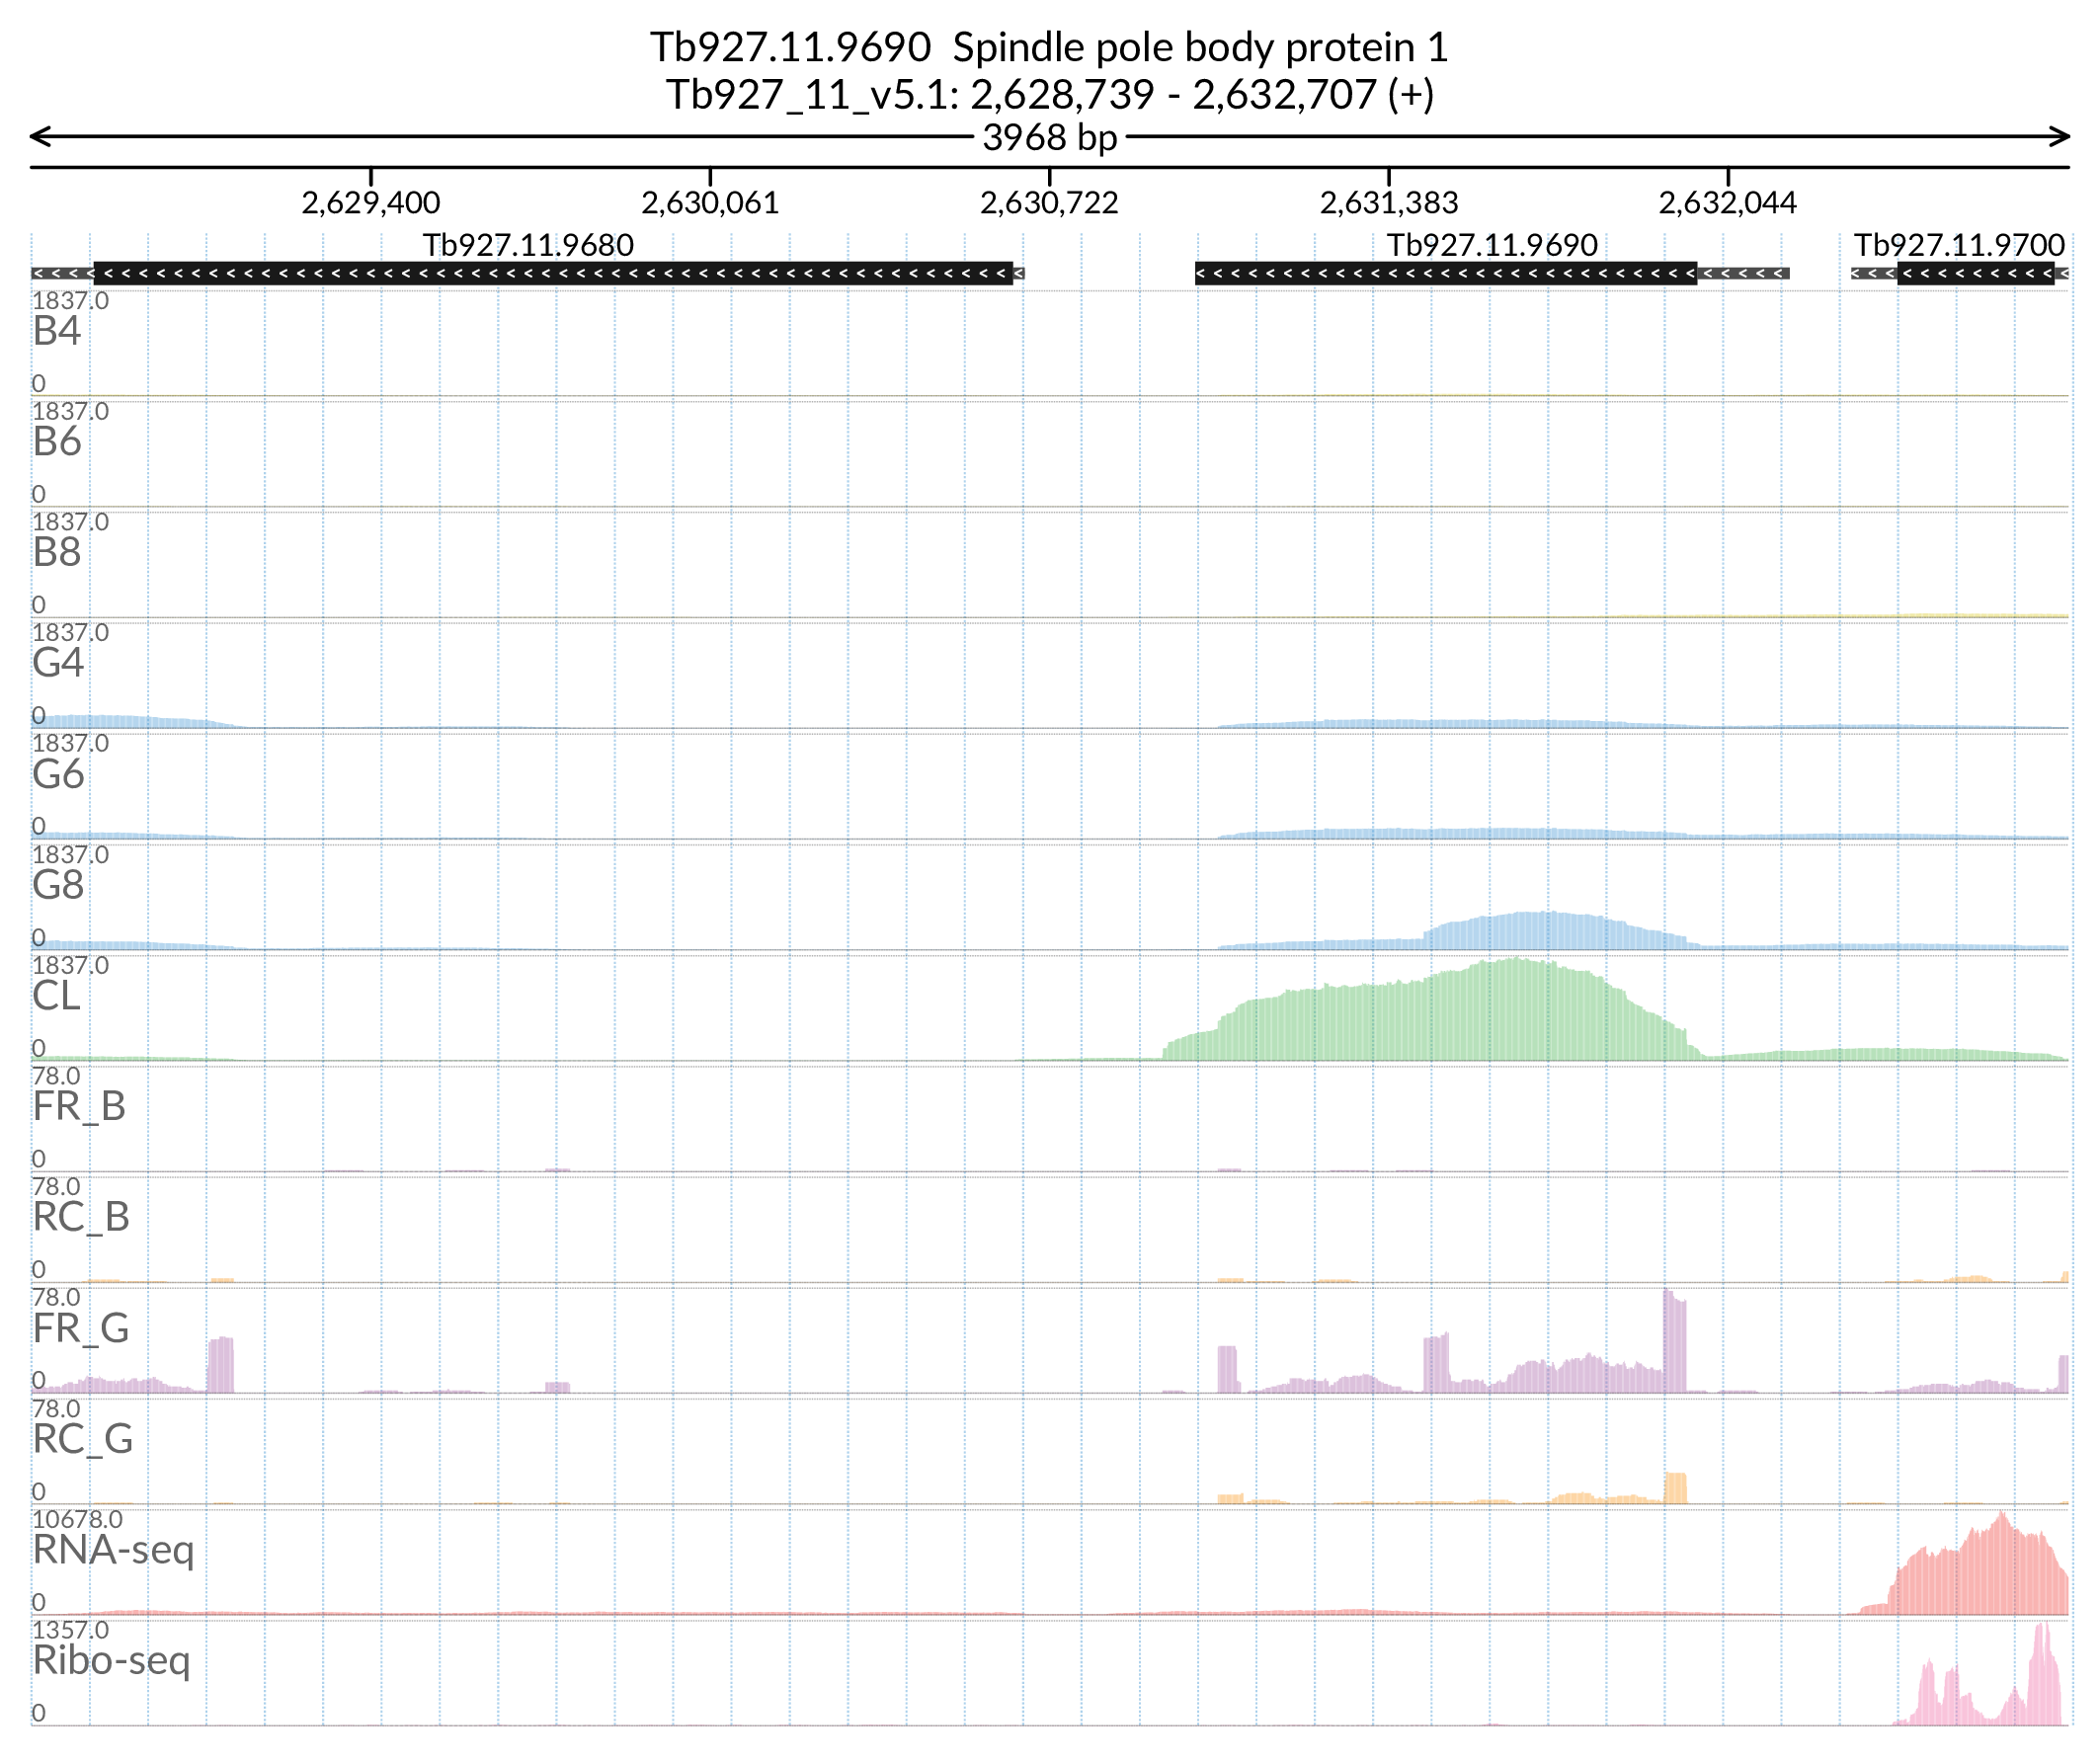 Tb927.11.9690  Spindle pole body protein 1
Tb927_11_v5.1: 2,628,739 - 2,632,707 (+)
3968 bp
2,629,400 2,630,061 2,630,722 2,631,383 2,632,044
Tb927.11.9680 Tb927.11.9690 Tb927.11.9700
1837.0
B4
0
1837.0
B6
0
1837.0
B8
0
1837.0
G4
0
1837.0
G6
0
1837.0
G8
0
1837.0
CL
0
78.0
FR_B
0
78.0
RC_B
0
78.0
FR_G
0
78.0
RC_G
0
10678.0
RNA-seq
0
1357.0
Ribo-seq
0